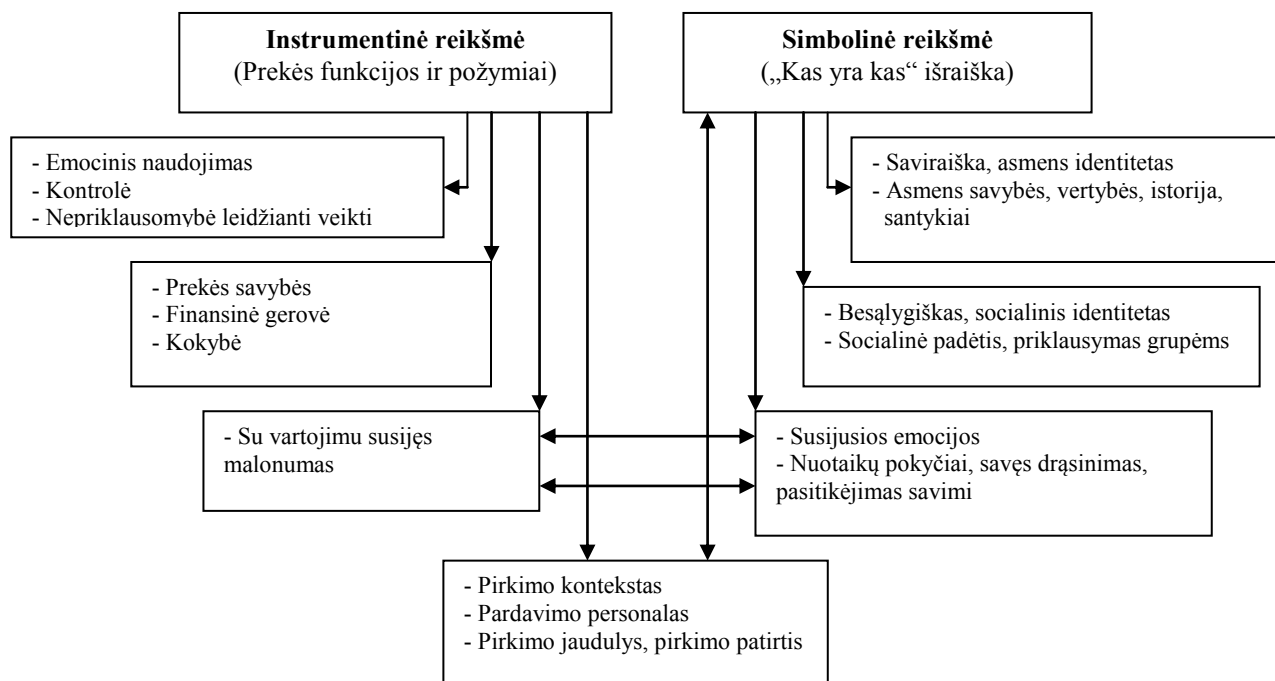 Instrumentinė reikšmė
(Prekės funkcijos ir požymiai)
Simbolinė reikšmė
(„Kas yra kas“ išraiška)
- Emocinis naudojimas
- Kontrolė
- Nepriklausomybė leidžianti veikti
- Saviraiška, asmens identitetas
- Asmens savybės, vertybės, istorija,
santykiai
- Prekės savybės
- Finansinė gerovė
- Kokybė
- Besąlygiškas, socialinis identitetas
- Socialinė padėtis, priklausymas grupėms
- Su vartojimu susijęs
malonumas
- Susijusios emocijos
- Nuotaikų pokyčiai, savęs drąsinimas,
pasitikėjimas savimi
- Pirkimo kontekstas
- Pardavimo personalas
- Pirkimo jaudulys, pirkimo patirtis